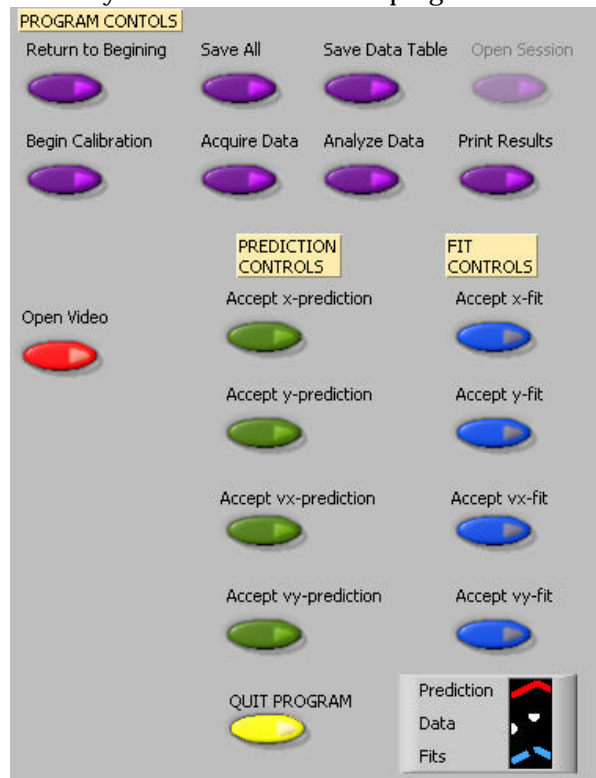 PROGRAM CONTOLS
Return to Begining
Save All
Save Data Table
Open Session
Begin Calibration
Acquire Data
Analyze Data
Print Results
PREDICTION
CONTROLS
FIT
CONTROLS
Accept x-prediction
Accept x-fit
Open Video
Accept y-prediction
Accept y-fit
Accept vx-prediction
Accept vx-fit
Accept vy-prediction
Accept vy-fit
QUIT PROGRAM
Prediction
Data
Fits